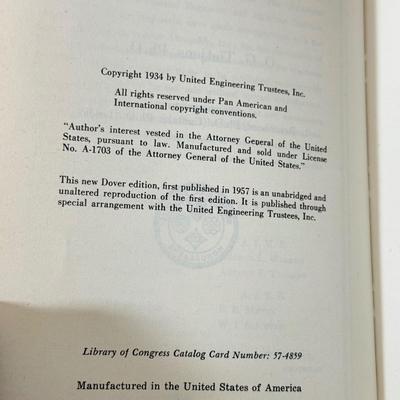 Copyright 1934 by United Engineering Trustees, Inc.
All rights reserved under Pan American and
International copyright conventions.
"Author's interest vested in the Attorney General of the United
States, pursuant to law. Manufactured and sold under License
No. A-1703 of the Attorney General of the United States."
This new Dover edition, first published in 1957 is an unabridged and
unaltered reproduction of the first edition. It is published through
special arrangement with the United Engineering Trustees, Inc.
Library of Congress Catalog Card Number: 57-4859
Manufactured in the United States of America